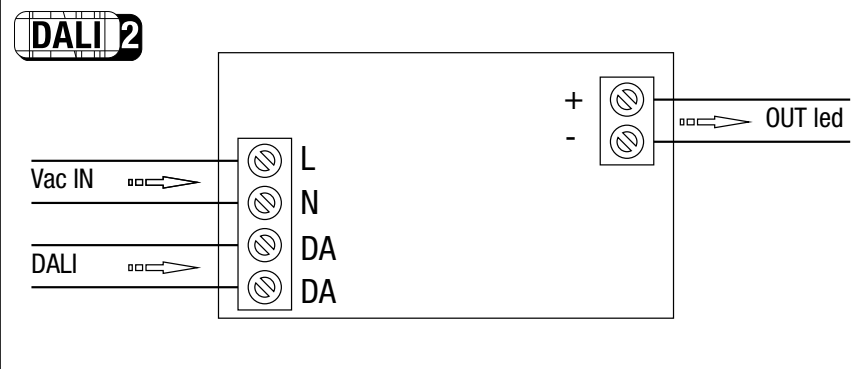 DALI 2
+
-
OUT led
Vac IN
L
N
DALI
DA
DA